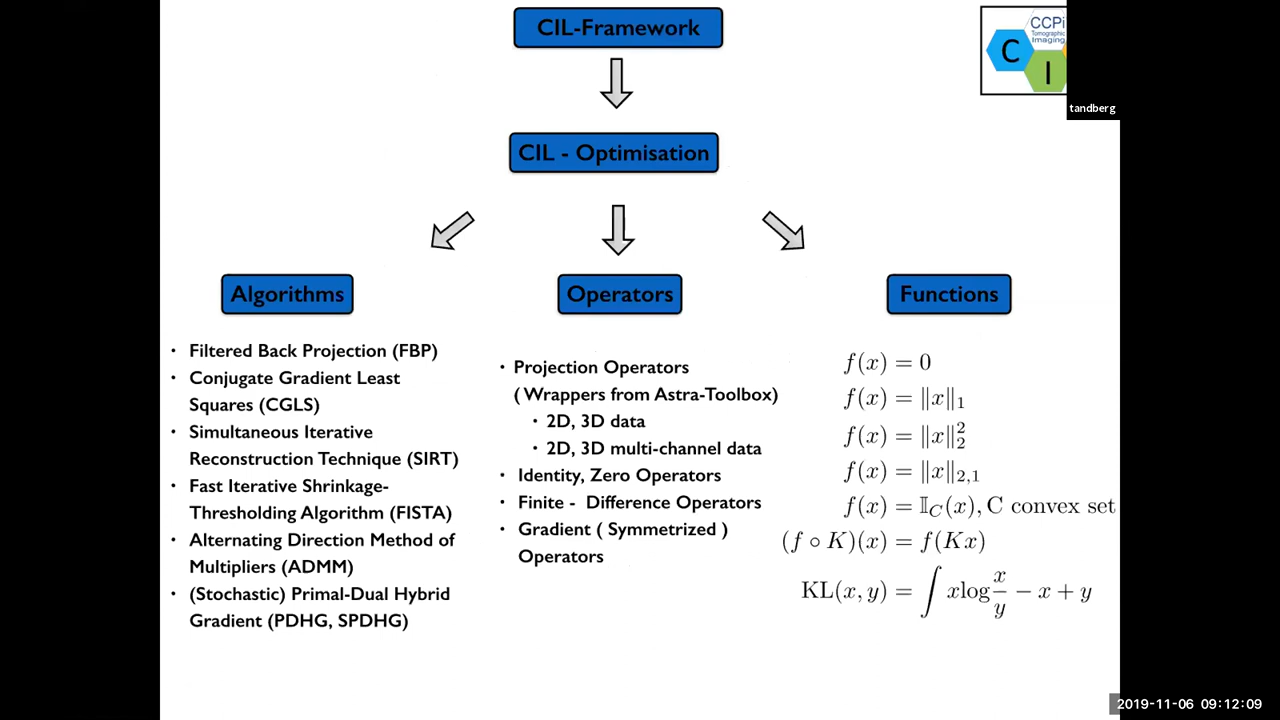 CIL-Framework
CCPi
Tomographic
Imaging
C
I
tandberg
CIL - Optimisation
Algorithms
Operators
Functions
• Filtered Back Projection (FBP)
• Conjugate Gradient Least
Squares (CGLS)
• Simultaneous Iterative
Reconstruction Technique (SIRT)
• Fast Iterative Shrinkage-
Thresholding Algorithm (FISTA)
• Alternating Direction Method of
Multipliers (ADMM)
• (Stochastic) Primal-Dual Hybrid
Gradient (PDHG, SPDHG)
• Projection Operators
( Wrappers from Astra-Toolbox)
• 2D, 3D data
• 2D, 3D multi-channel data
• Identity, Zero Operators
• Finite - Difference Operators
• Gradient ( Symmetrized )
Operators
f(x) = 0
f(x) = ‖x‖₁
f(x) = ‖x‖₂²
f(x) = ‖x‖₂,₁
f(x) = 𝕀_C(x), C convex set
(f ∘ K)(x) = f(Kx)
KL(x, y) = ∫ xlog x/y − x + y
2019-11-06 09:12:09